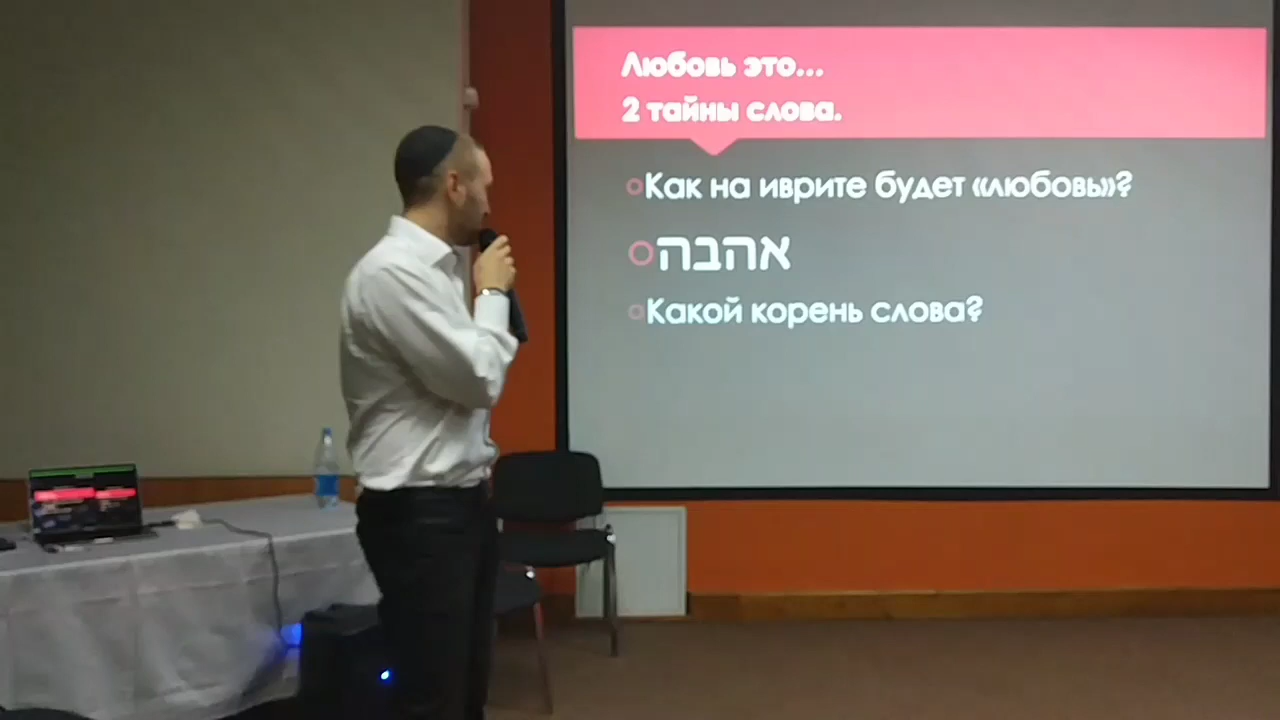 Любовь это...
2 тайны слова.
Как на иврите будет «любовь»?
אהבה
Какой корень слова?